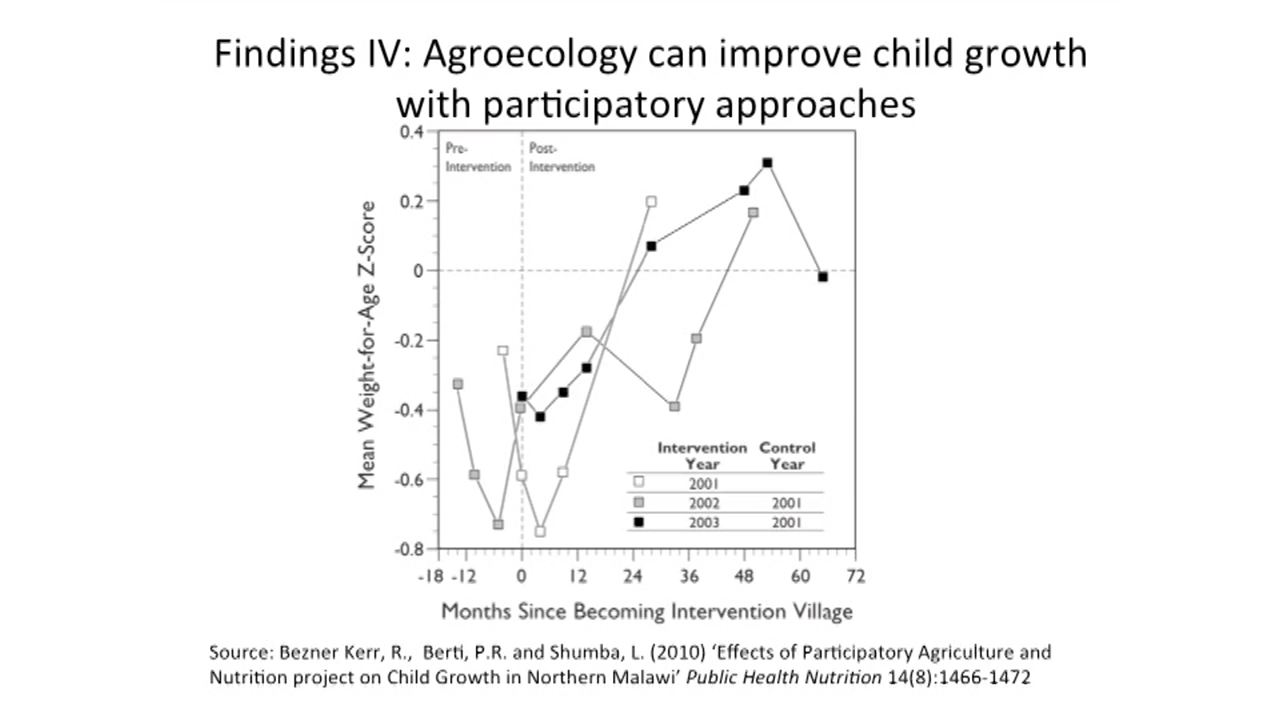 Findings IV: Agroecology can improve child growth
with participatory approaches
0.4
0.2
0
-0.2
-0.4
-0.6
-0.8
Mean Weight-for-Age Z-Score
Pre-
Intervention
Post-
Intervention
Intervention Control
Year Year
2001
2002 2001
2003 2001
-18 -12 0 12 24 36 48 60 72
Months Since Becoming Intervention Village
Source: Bezner Kerr, R., Berti, P.R. and Shumba, L. (2010) ‘Effects of Participatory Agriculture and
Nutrition project on Child Growth in Northern Malawi’ Public Health Nutrition 14(8):1466-1472